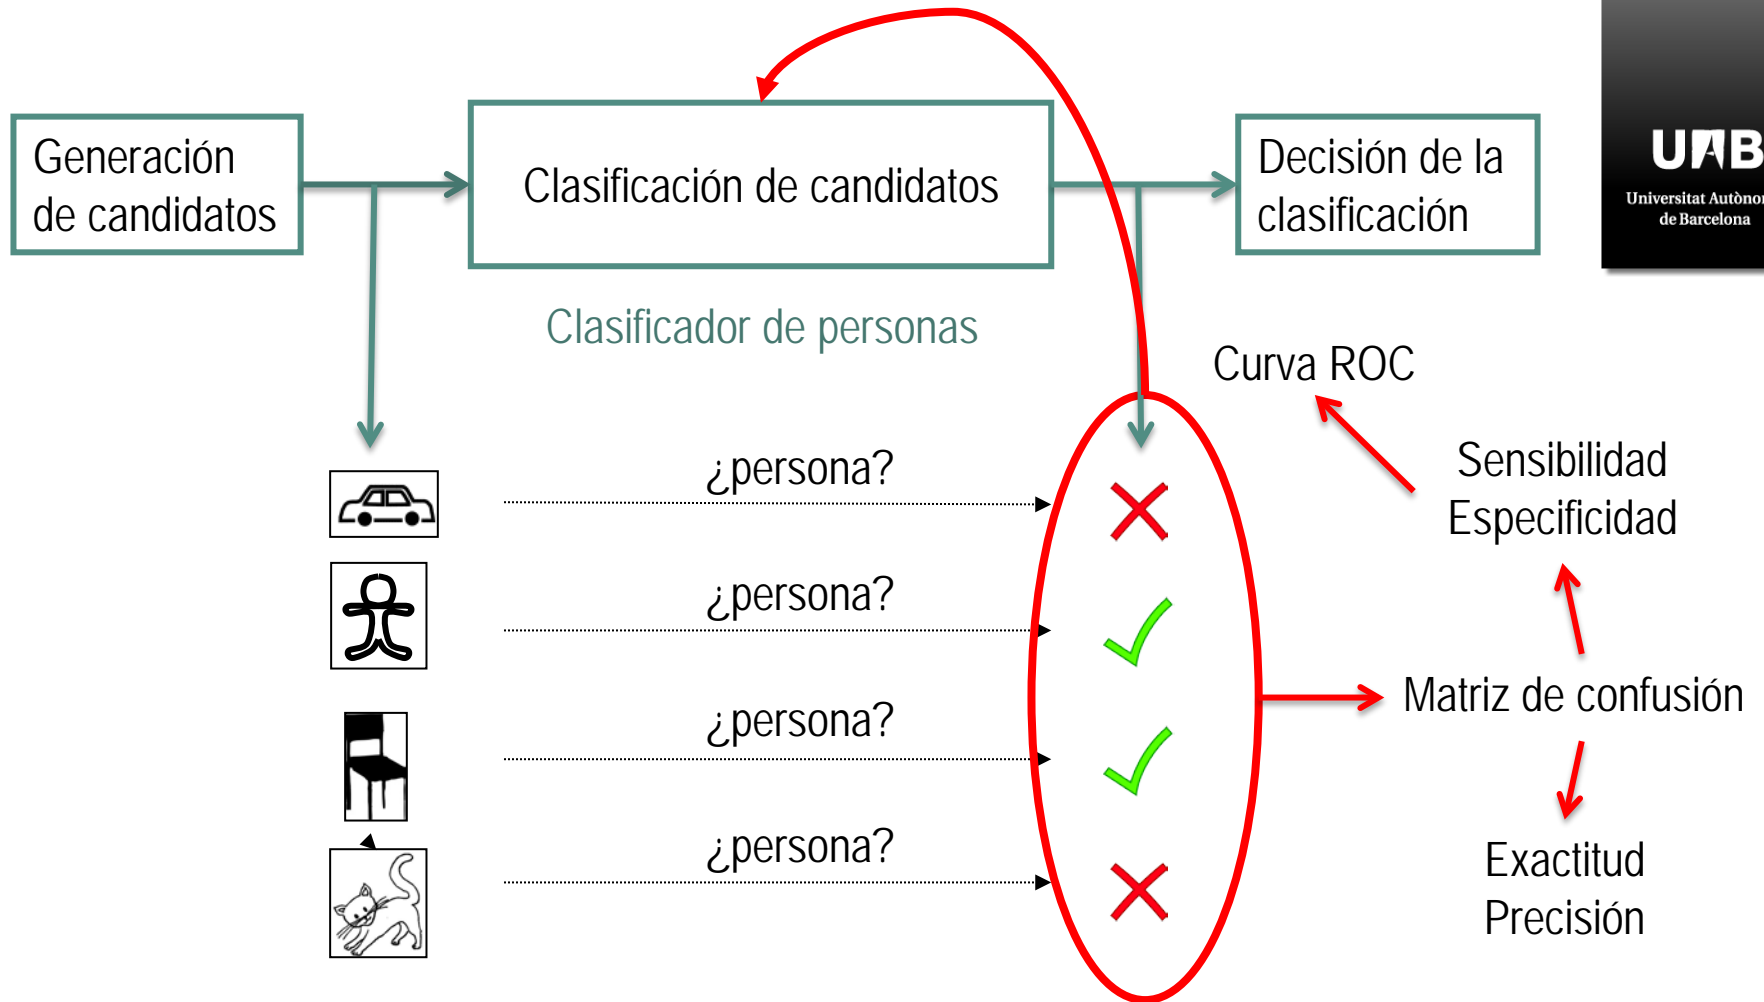 Generación
de candidatos
Clasificación de candidatos
Decisión de la
clasificación
UAB
Universitat Autònom
de Barcelona
Clasificador de personas
Curva ROC
¿persona?
Sensibilidad
Especificidad
¿persona?
¿persona?
Matriz de confusión
¿persona?
Exactitud
Precisión